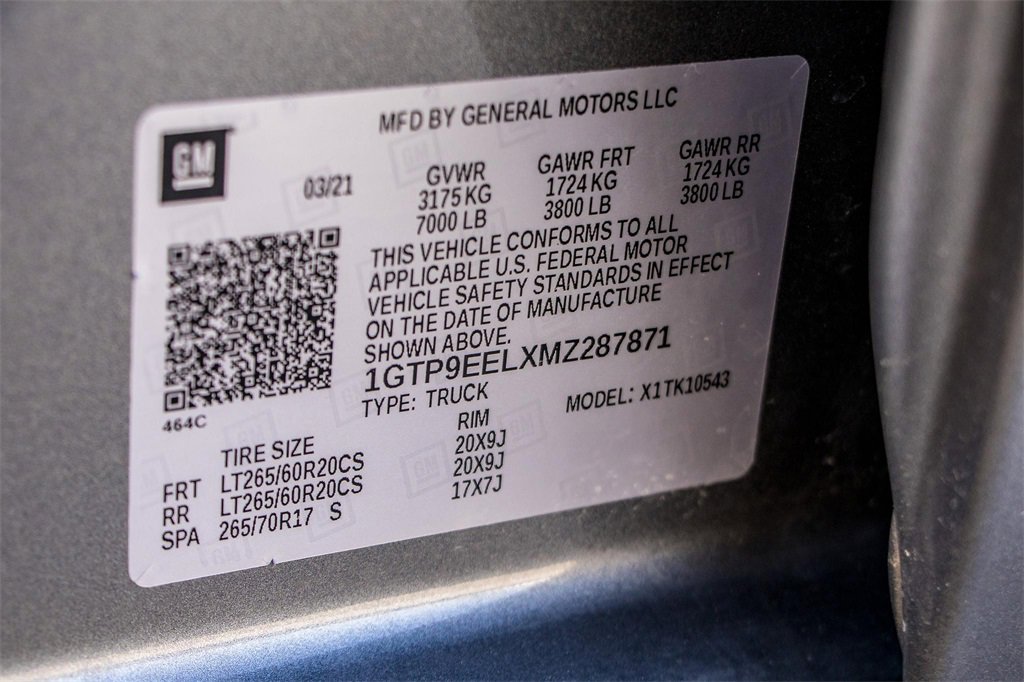 MFD BY GENERAL MOTORS LLC
GM
03/21
GVWR GAWR FRT GAWR RR
3175 KG 1724 KG 1724 KG
7000 LB 3800 LB 3800 LB
THIS VEHICLE CONFORMS TO ALL
APPLICABLE U.S. FEDERAL MOTOR
VEHICLE SAFETY STANDARDS IN EFFECT
ON THE DATE OF MANUFACTURE
SHOWN ABOVE.
1GTP9EELXMZ287871
TYPE: TRUCK MODEL: X1TK10543
464C
TIRE SIZE RIM
FRT LT265/60R20CS 20X9J
RR LT265/60R20CS 20X9J
SPA 265/70R17 S 17X7J